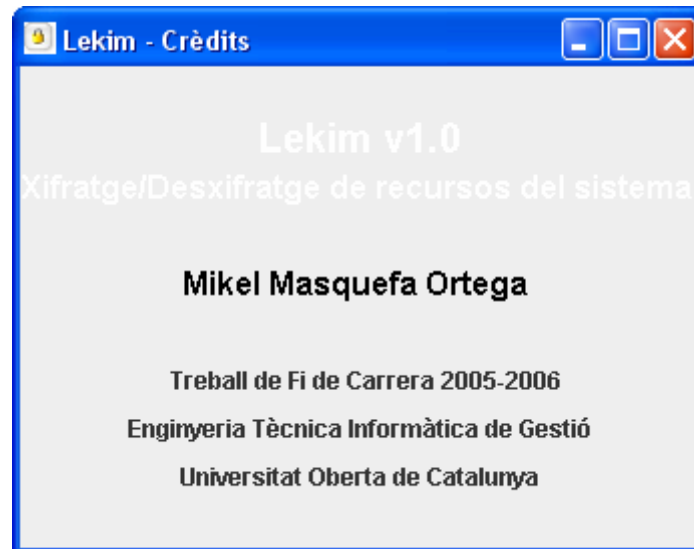 Lekim - Crèdits
Lekim v1.0
Xifratge/Desxifratge de recursos del sistema
Mikel Masquefa Ortega
Treball de Fi de Carrera 2005-2006
Enginyeria Tècnica Informàtica de Gestió
Universitat Oberta de Catalunya